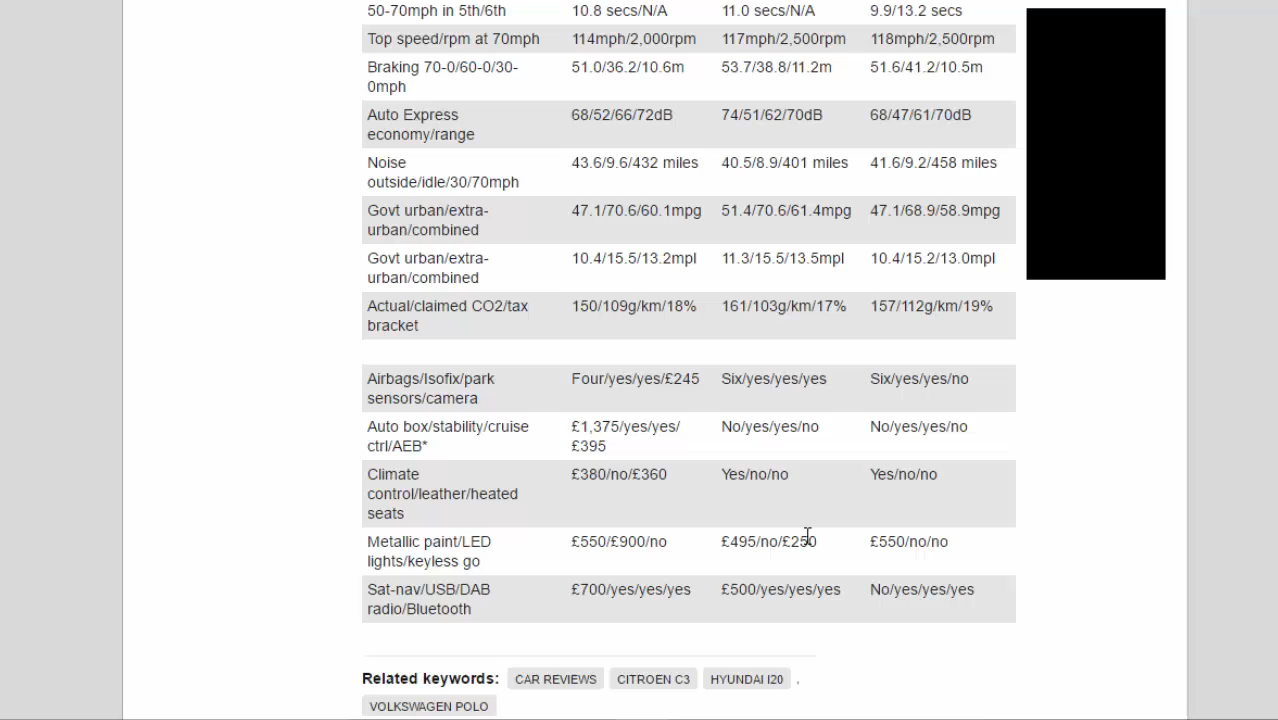 50-70mph in 5th/6th 10.8 secs/N/A 11.0 secs/N/A 9.9/13.2 secs
Top speed/rpm at 70mph 114mph/2,000rpm 117mph/2,500rpm 118mph/2,500rpm
Braking 70-0/60-0/30- 51.0/36.2/10.6m 53.7/38.8/11.2m 51.6/41.2/10.5m
0mph
Auto Express 68/52/66/72dB 74/51/62/70dB 68/47/61/70dB
economy/range
Noise 43.6/9.6/432 miles 40.5/8.9/401 miles 41.6/9.2/458 miles
outside/idle/30/70mph
Govt urban/extra- 47.1/70.6/60.1mpg 51.4/70.6/61.4mpg 47.1/68.9/58.9mpg
urban/combined
Govt urban/extra- 10.4/15.5/13.2mpl 11.3/15.5/13.5mpl 10.4/15.2/13.0mpl
urban/combined
Actual/claimed CO2/tax 150/109g/km/18% 161/103g/km/17% 157/112g/km/19%
bracket
Airbags/Isofix/park Four/yes/yes/£245 Six/yes/yes/yes Six/yes/yes/no
sensors/camera
Auto box/stability/cruise £1,375/yes/yes/ No/yes/yes/no No/yes/yes/no
ctrl/AEB* £395
Climate £380/no/£360 Yes/no/no Yes/no/no
control/leather/heated
seats
Metallic paint/LED £550/£900/no £495/no/£250 £550/no/no
lights/keyless go
Sat-nav/USB/DAB £700/yes/yes/yes £500/yes/yes/yes No/yes/yes/yes
radio/Bluetooth
Related keywords: CAR REVIEWS CITROEN C3 HYUNDAI I20 ,
VOLKSWAGEN POLO